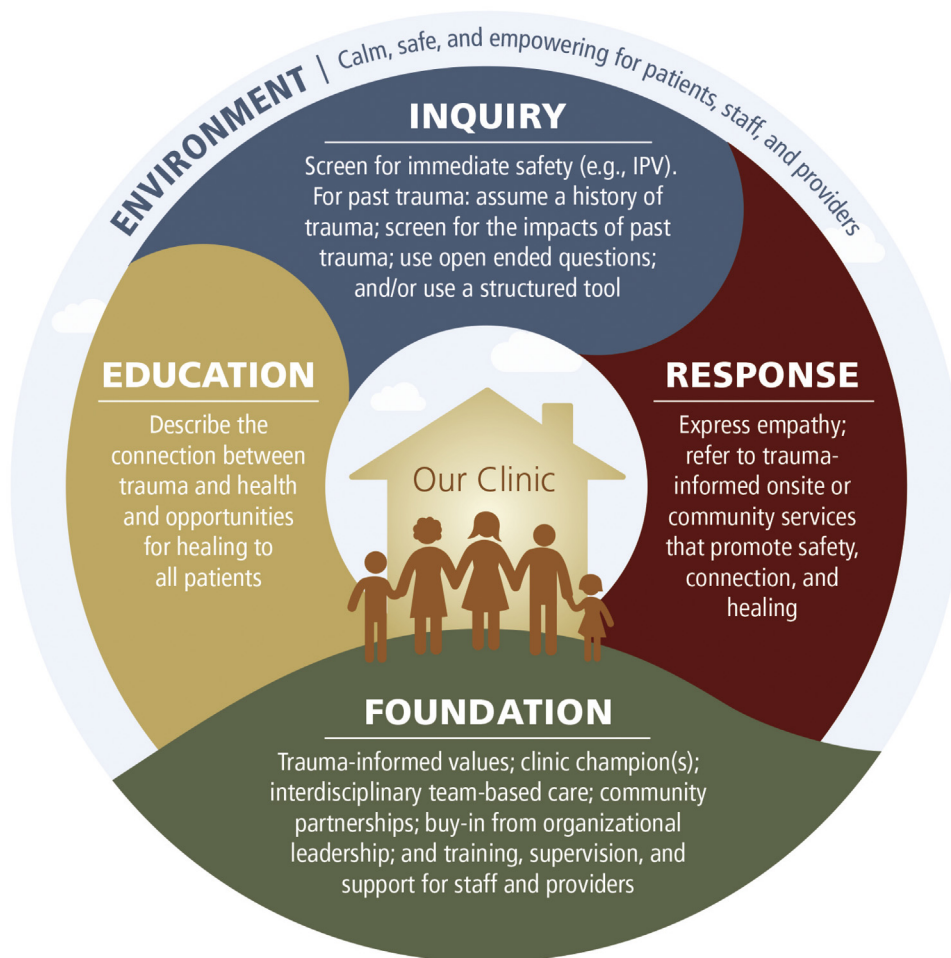 ENVIRONMENT | Calm, safe, and empowering for patients, staff, and providers
INQUIRY
Screen for immediate safety (e.g., IPV).
For past trauma: assume a history of
trauma; screen for the impacts of past
trauma; use open ended questions;
and/or use a structured tool
EDUCATION
Describe the
connection between
trauma and health
and opportunities
for healing to
all patients
RESPONSE
Express empathy;
refer to trauma-
informed onsite or
community services
that promote safety,
connection, and
healing
Our Clinic
FOUNDATION
Trauma-informed values; clinic champion(s);
interdisciplinary team-based care; community
partnerships; buy-in from organizational
leadership; and training, supervision, and
support for staff and providers